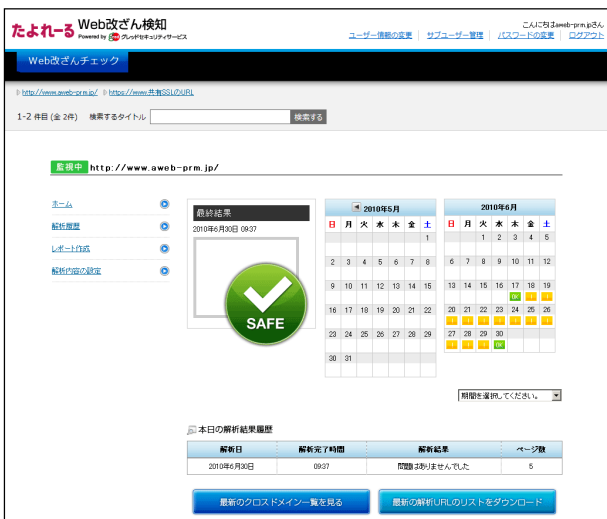 たよれーる Web改ざん検知
Powered by グレッドセキュリティサービス
こんにちはaweb-prm.jpさん
ユーザー情報の変更 | サブユーザー管理 | パスワードの変更 | ログアウト
Web改ざんチェック
http://www.aweb-prm.jp/ https://www.共有SSLのURL
1-2 件目 (全 2件) 検索するタイトル 検索する
監視中 http://www.aweb-prm.jp/
ホーム
解析履歴
レポート作成
解析内容の設定
最終結果
2010年6月30日 0937
SAFE
2010年5月
日 月 火 水 木 金 土
1
2 3 4 5 6 7 8
9 10 11 12 13 14 15
16 17 18 19 20 21 22
23 24 25 26 27 28 29
30 31
2010年6月
日 月 火 水 木 金 土
1 2 3 4 5
6 7 8 9 10 11 12
13 14 15 16 17 18 19
OK ! !
20 21 22 23 24 25 26
! ! ! ! ! ! !
27 28 29 30
! ! ! OK
期間を選択してください。
本日の解析結果履歴
解析日 解析完了時間 解析結果 ページ数
2010年6月30日 0937 問題はありませんでした 5
最新のクロスドメイン一覧を見る
最新の解析URLのリストをダウンロード